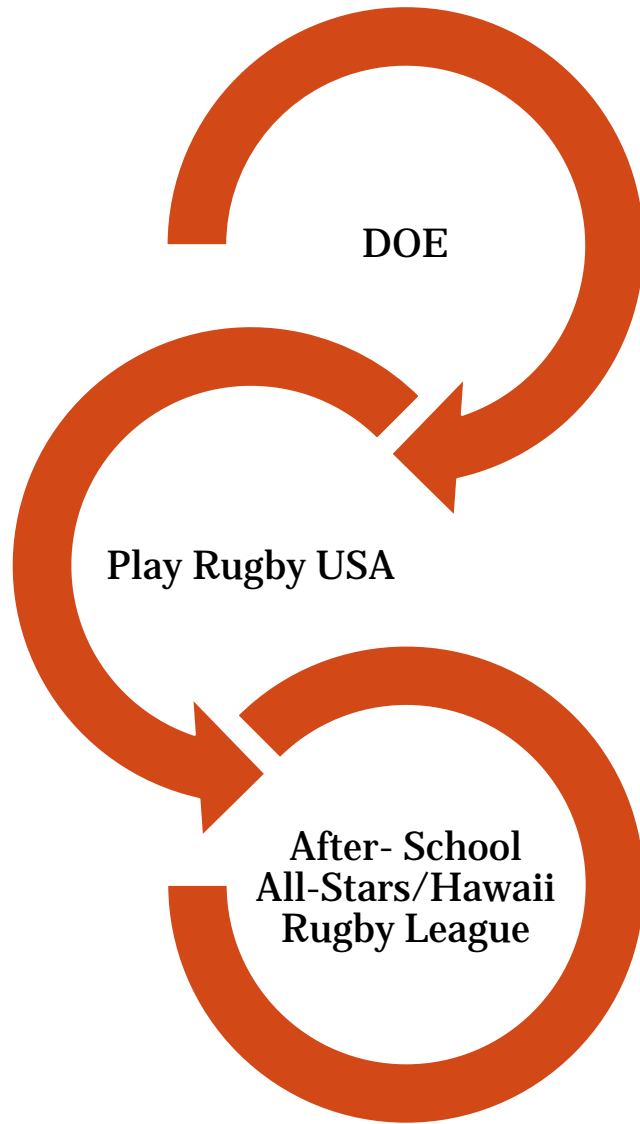 DOE
Play Rugby USA
After- School
All-Stars/Hawaii
Rugby League